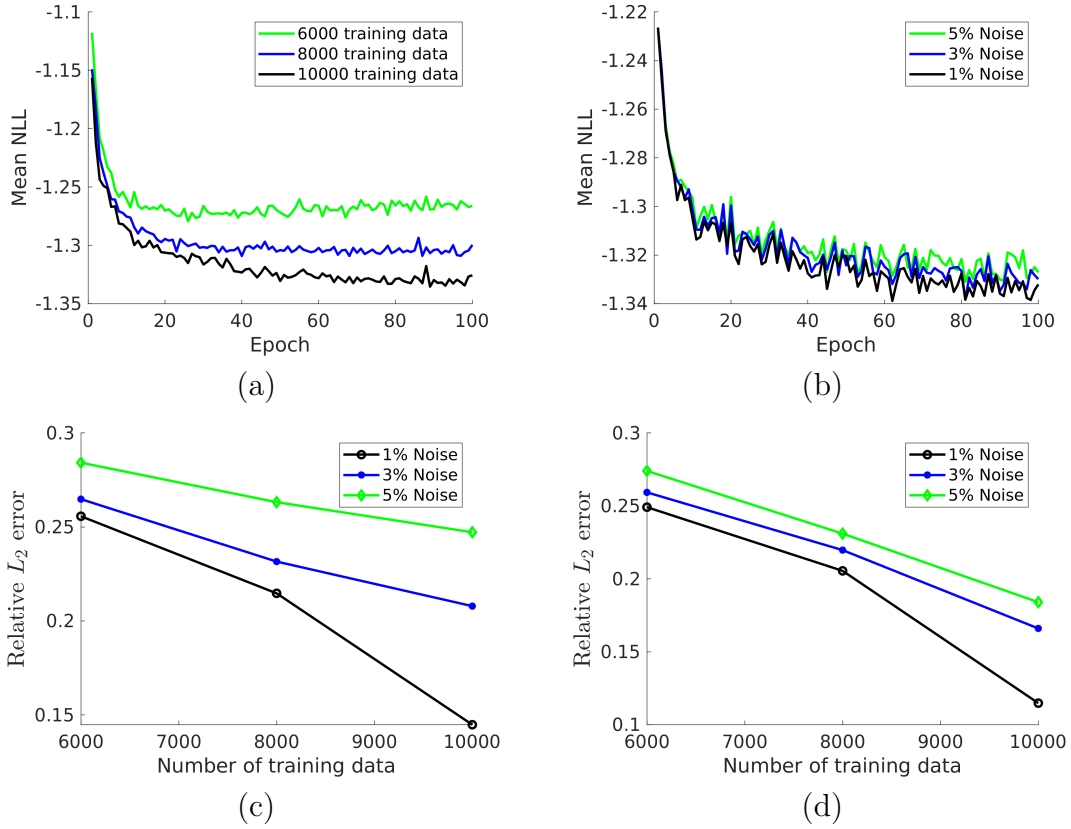 -1.1
-1.15
-1.2
-1.25
-1.3
-1.35
Mean NLL
6000 training data
8000 training data
10000 training data
0 20 40 60 80 100
Epoch
(a)
-1.22
-1.24
-1.26
-1.28
-1.3
-1.32
-1.34
Mean NLL
5% Noise
3% Noise
1% Noise
0 20 40 60 80 100
Epoch
(b)
0.3
0.25
0.2
0.15
Relative L₂ error
1% Noise
3% Noise
5% Noise
6000 7000 8000 9000 10000
Number of training data
(c)
0.3
0.25
0.2
0.15
0.1
Relative L₂ error
1% Noise
3% Noise
5% Noise
6000 7000 8000 9000 10000
Number of training data
(d)